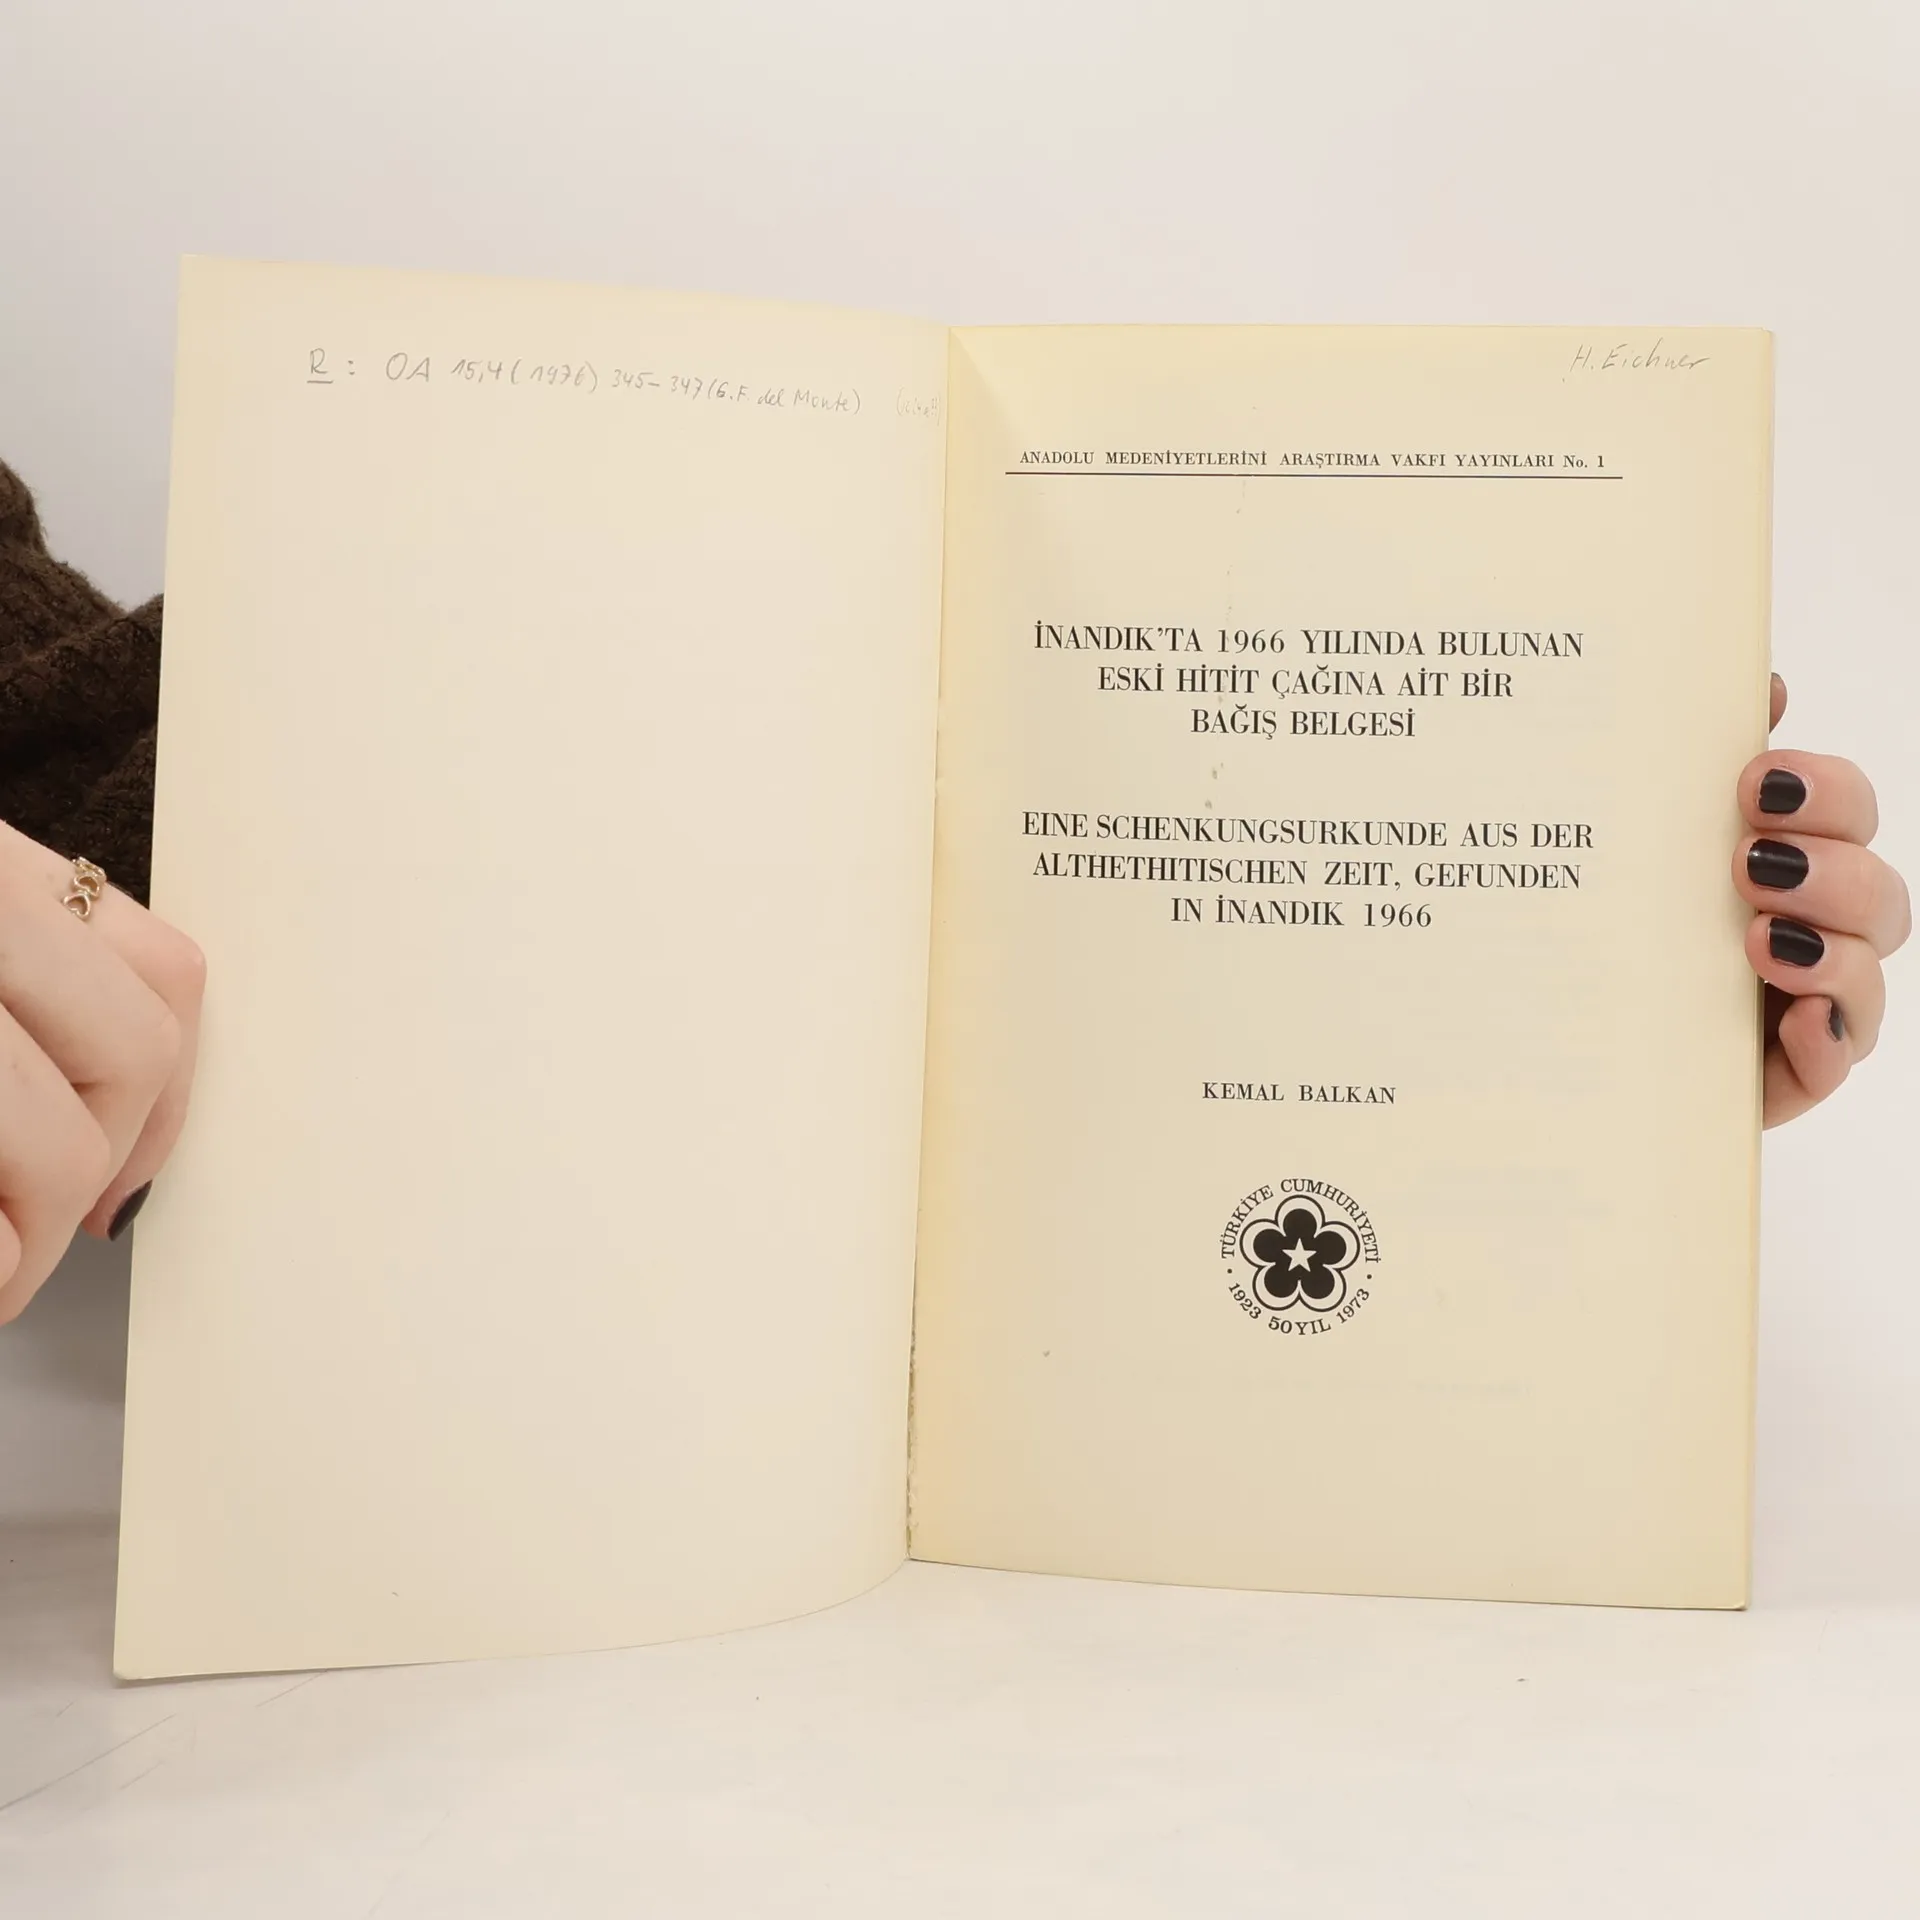 R: OA 15,4 (1976) 345-347 (G.F. del Monte)
H. Eichner
ANADOLU MEDENİYETLERİNİ ARAŞTIRMA VAKFI YAYINLARI No. 1
İNANDIK'TA 1966 YILINDA BULUNAN
ESKİ HİTİT ÇAĞINA AİT BİR
BAĞIŞ BELGESİ
EINE SCHENKUNGSURKUNDE AUS DER
ALTHETHITISCHEN ZEIT, GEFUNDEN
IN İNANDIK 1966
KEMAL BALKAN
TÜRKİYE CUMHURİYETİ
1923 50 YIL 1973